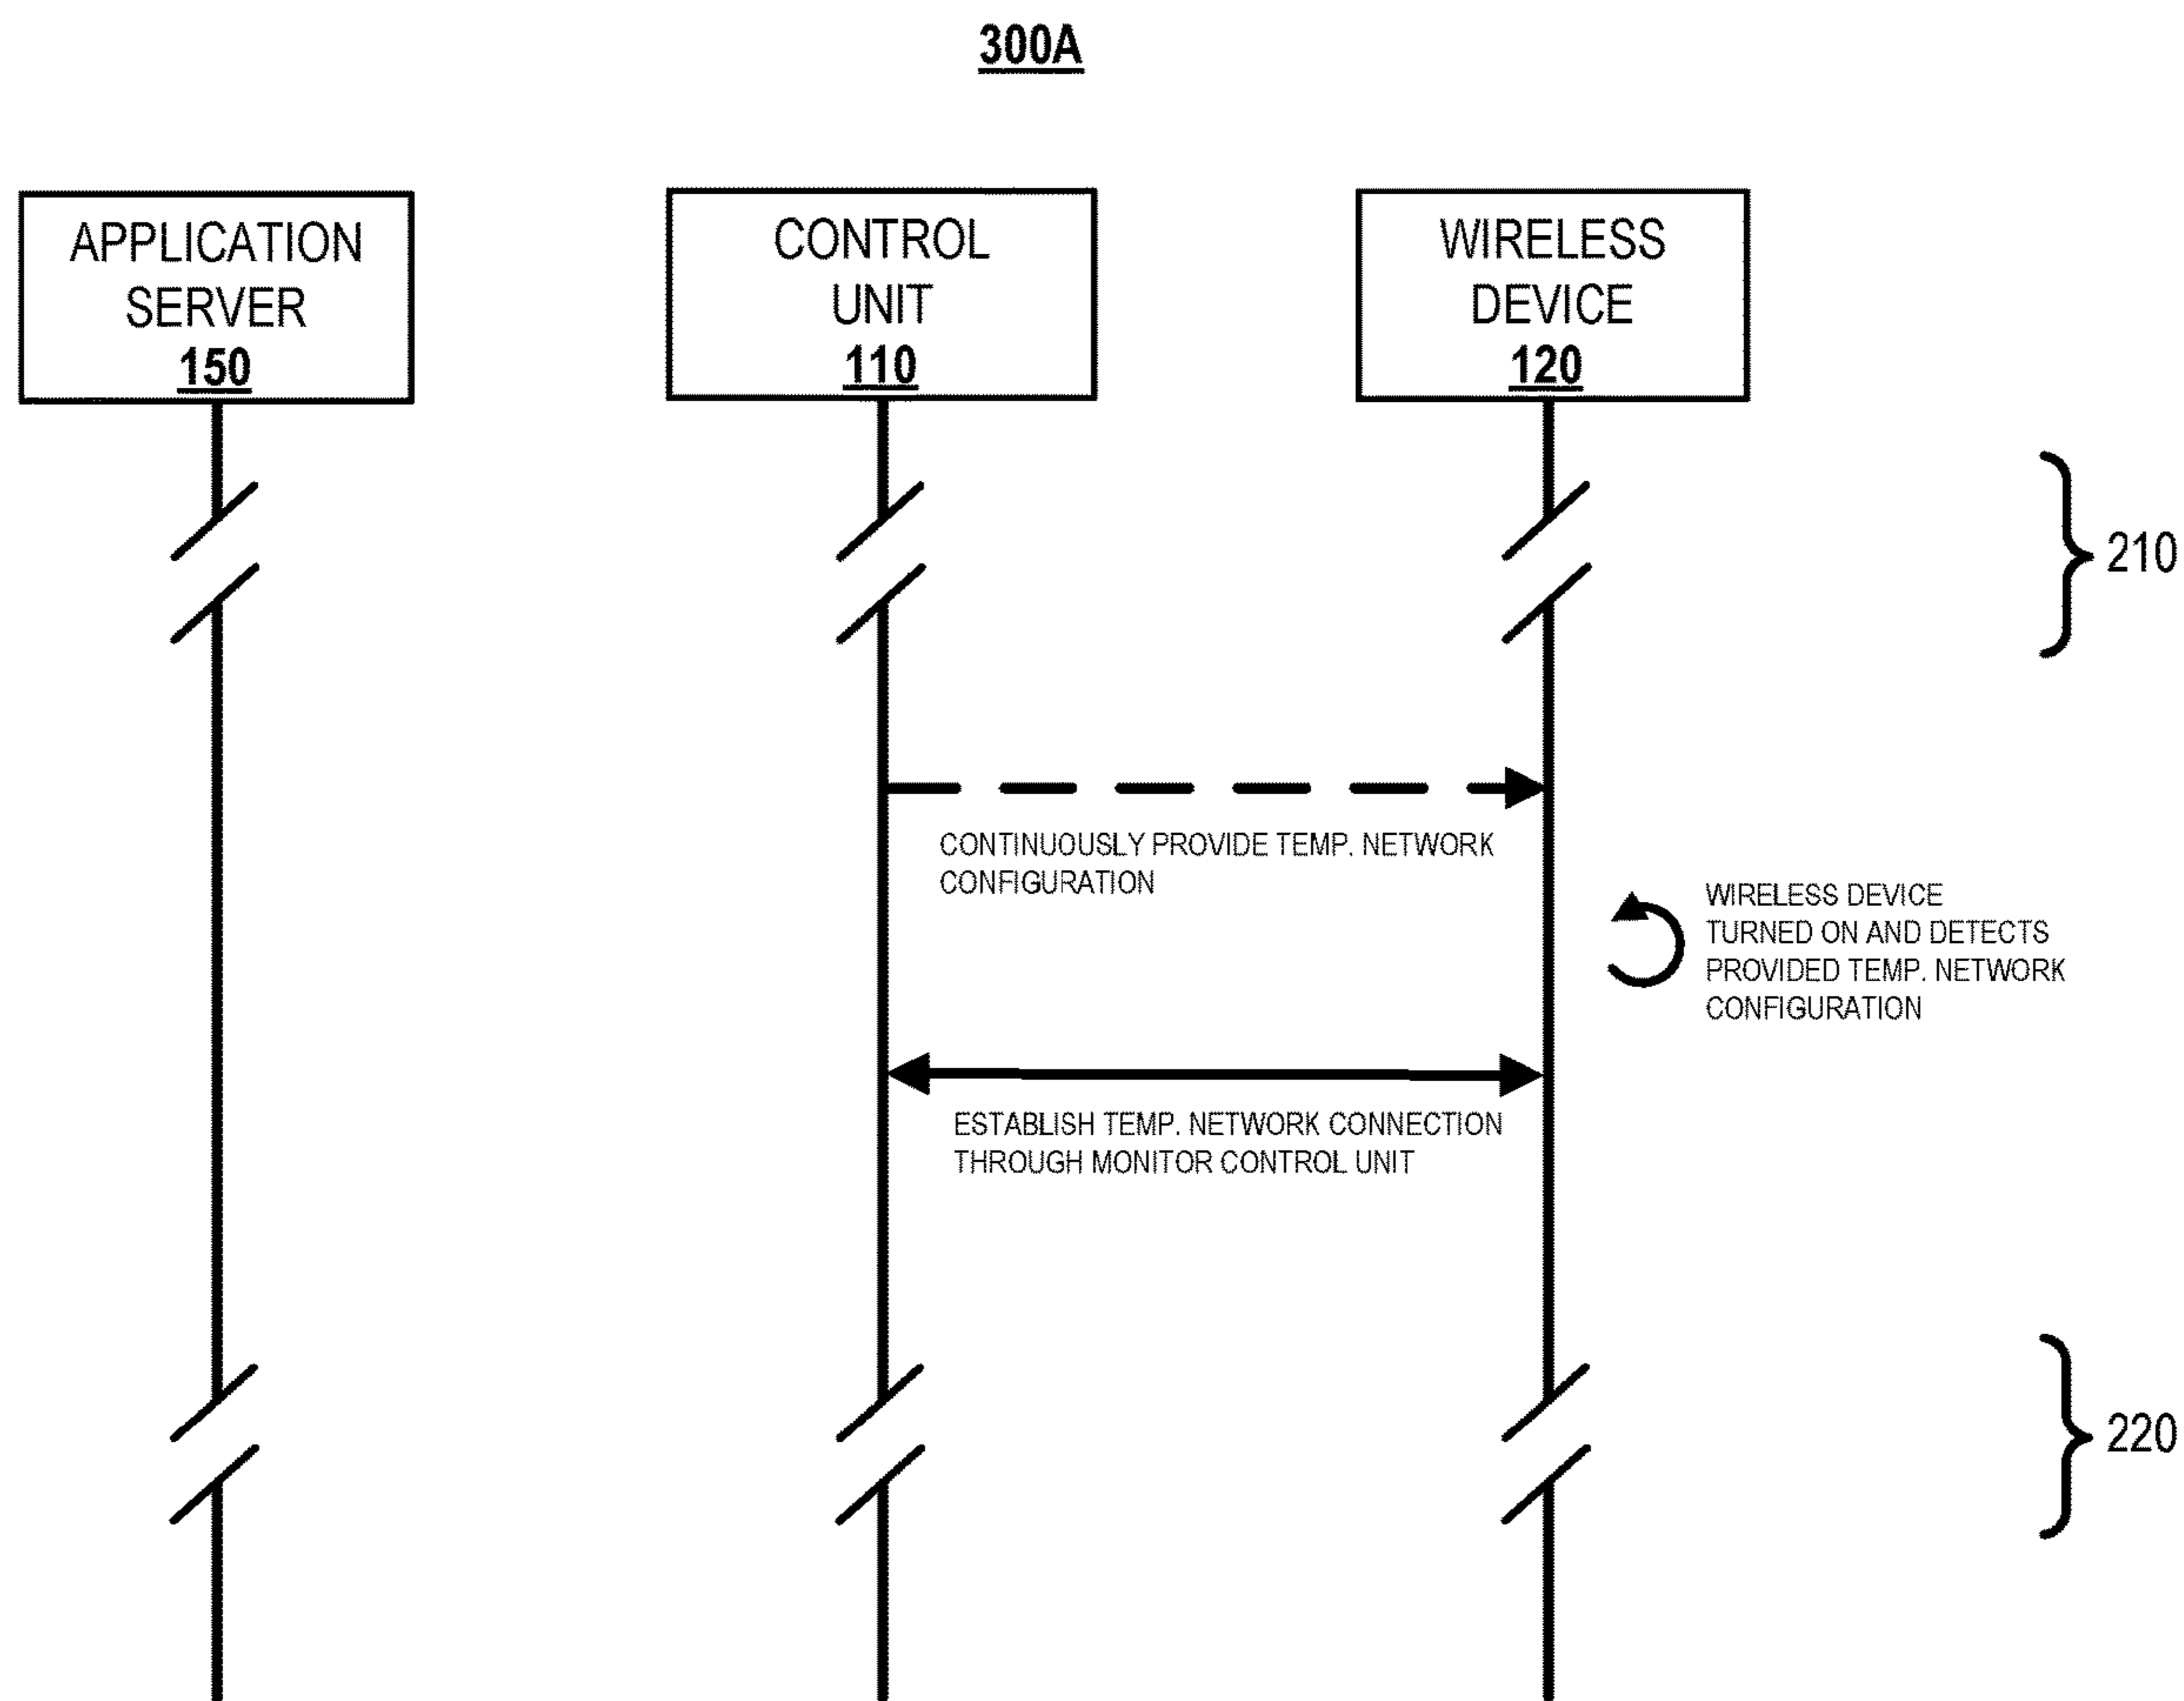 300A
APPLICATION
SERVER
150
CONTROL
UNIT
110
WIRELESS
DEVICE
120
210
CONTINUOUSLY PROVIDE TEMP. NETWORK
CONFIGURATION
WIRELESS DEVICE
TURNED ON AND DETECTS
PROVIDED TEMP. NETWORK
CONFIGURATION
ESTABLISH TEMP. NETWORK CONNECTION
THROUGH MONITOR CONTROL UNIT
220